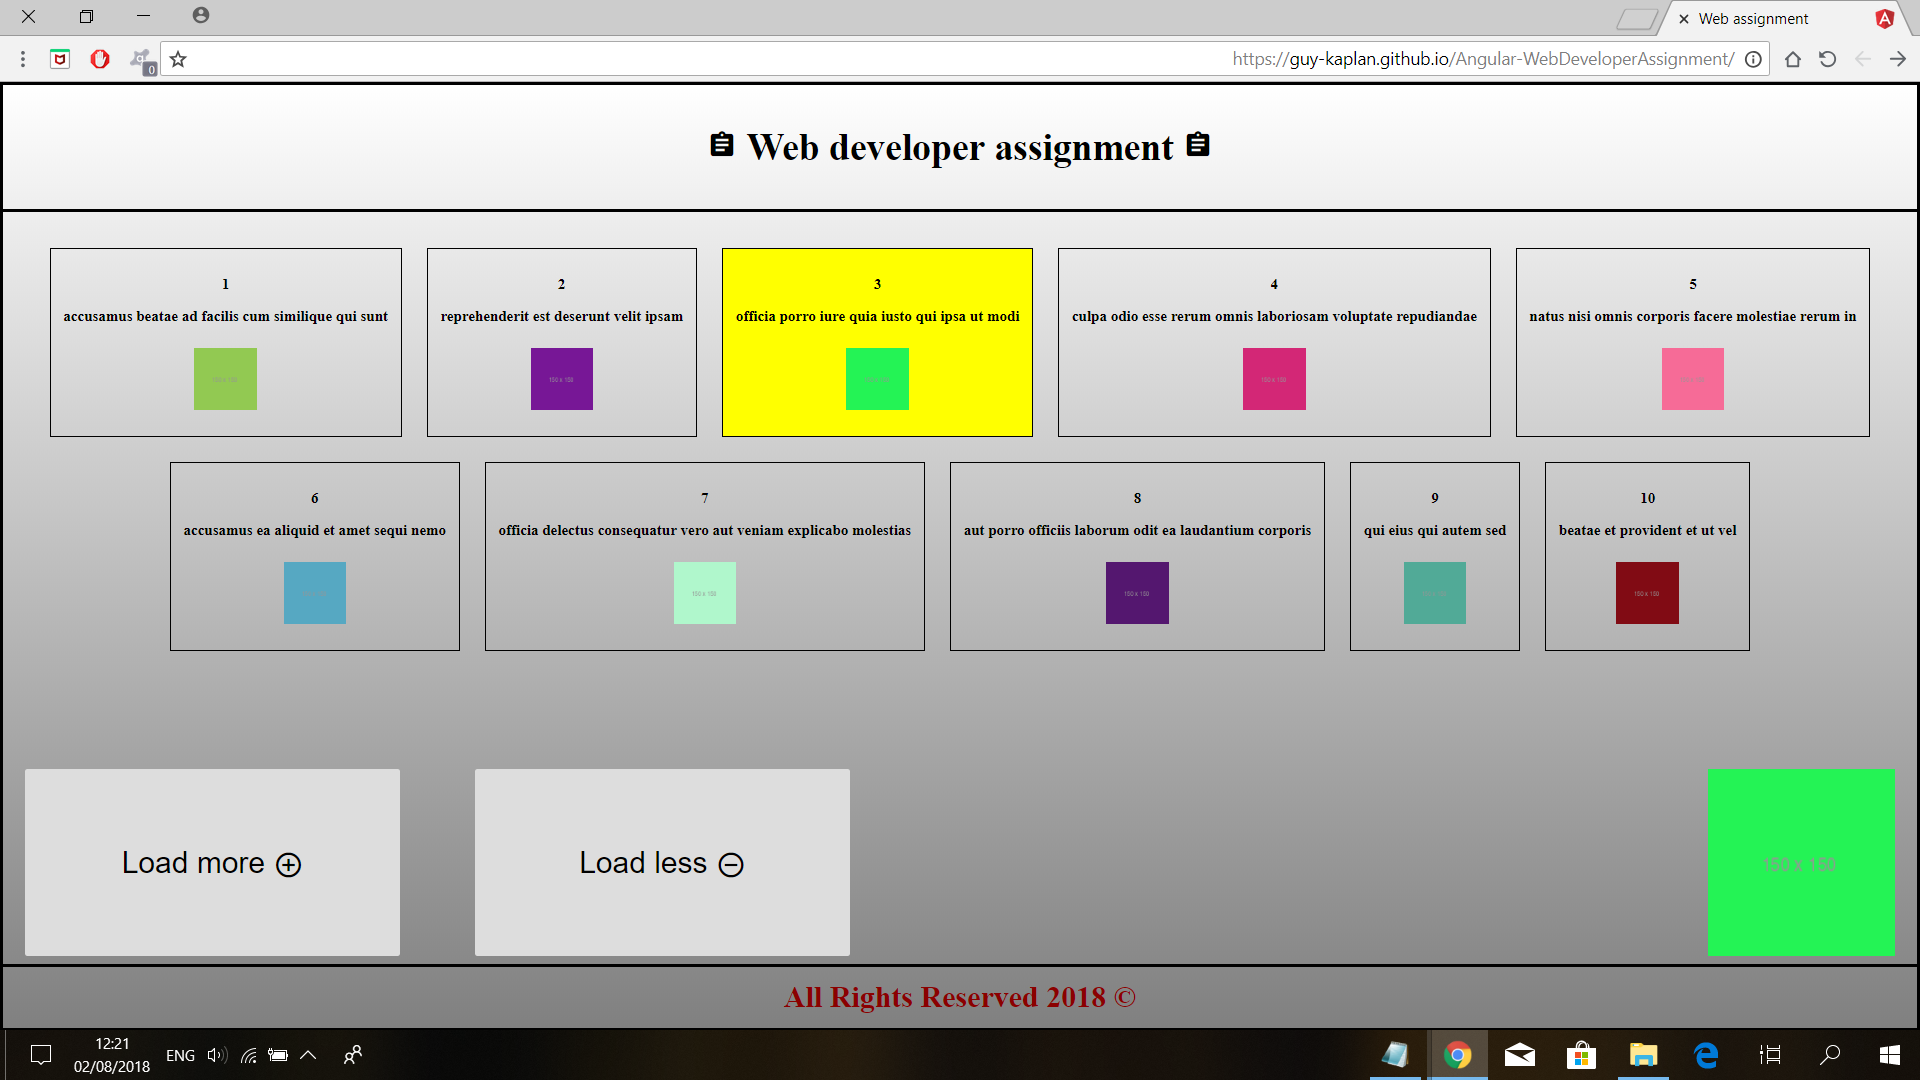 Web assignment
https://guy-kaplan.github.io/Angular-WebDeveloperAssignment/
0
Web developer assignment
1
accusamus beatae ad facilis cum similique qui sunt
150 x 150
2
reprehenderit est deserunt velit ipsam
150 x 150
3
officia porro iure quia iusto qui ipsa ut modi
150 x 150
4
culpa odio esse rerum omnis laboriosam voluptate repudiandae
150 x 150
5
natus nisi omnis corporis facere molestiae rerum in
6
accusamus ea aliquid et amet sequi nemo
7
officia delectus consequatur vero aut veniam explicabo molestias
150 x 150
8
aut porro officiis laborum odit ea laudantium corporis
150 x 150
9
qui eius qui autem sed
10
beatae et provident et ut vel
150 x 150
Load more
Load less
150 x 150
All Rights Reserved 2018 ©
12:21
ENG
02/08/2018